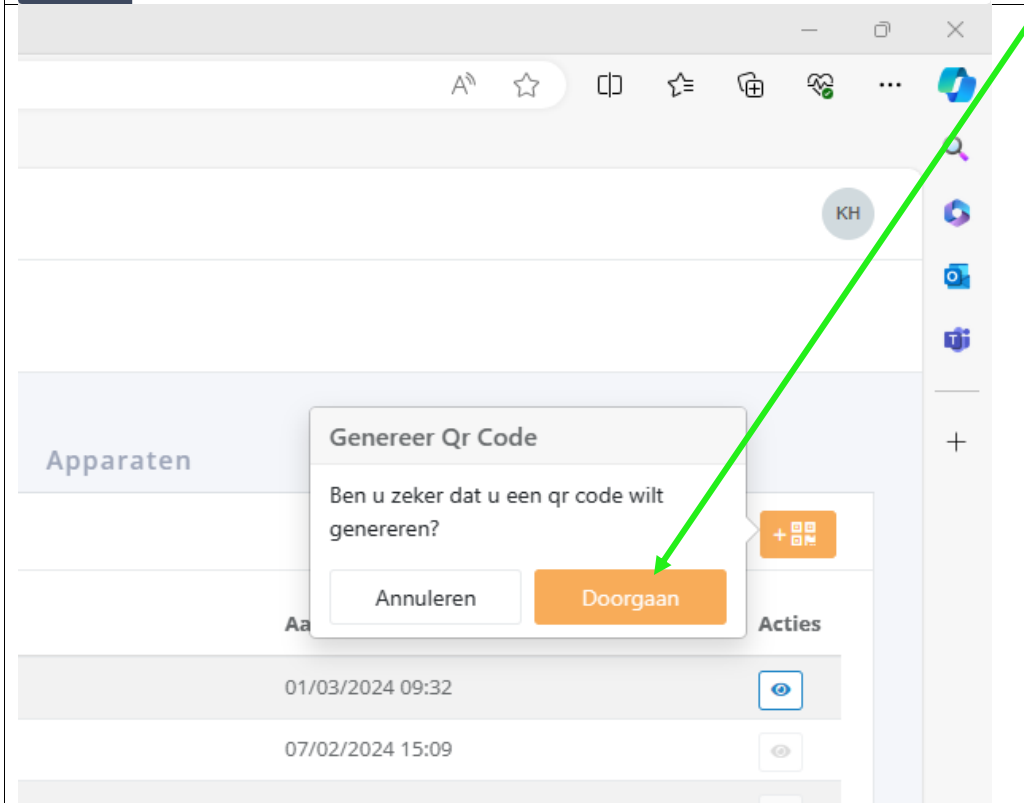 KH
Apparaten
Genereer Qr Code
Ben u zeker dat u een qr code wilt
genereren?
Annuleren
Doorgaan
Aa
Acties
01/03/2024 09:32
07/02/2024 15:09